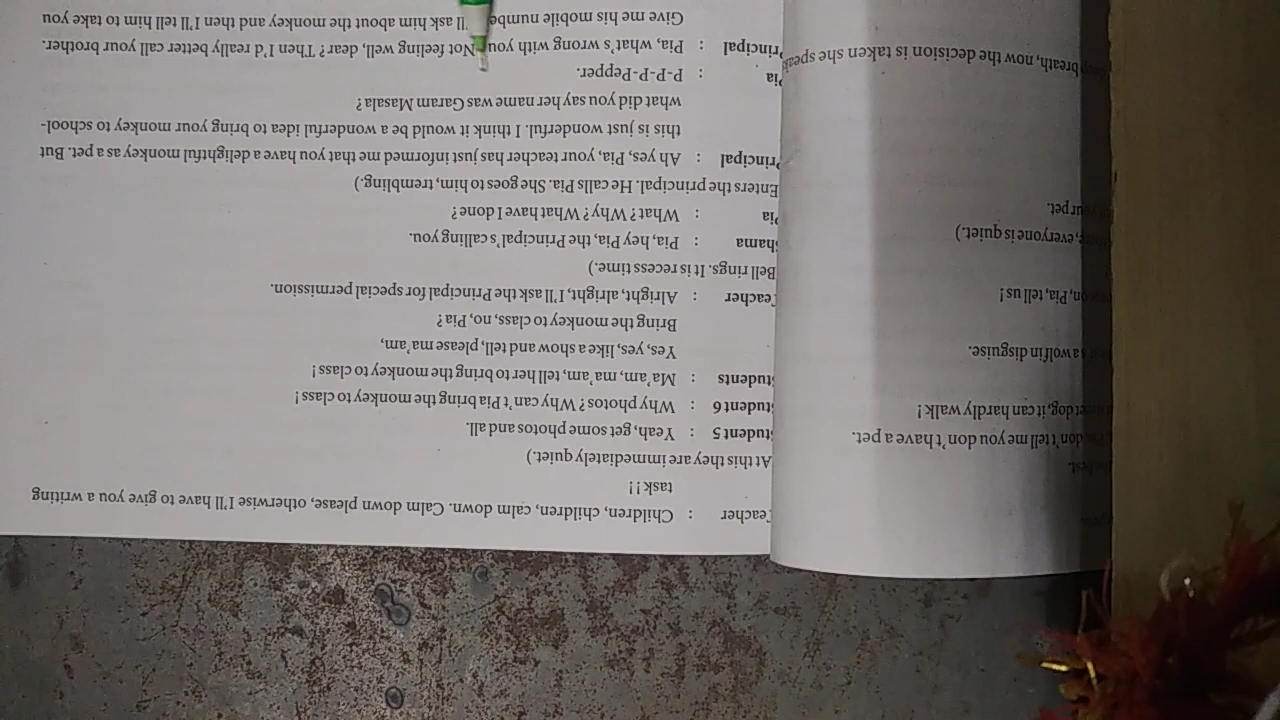 Teacher : Children, children, calm down. Calm down please, otherwise I'll have to give you a writing
task!!
At this they are immediately quiet.)
Student 5 : Yeah, get some photos and all.
Student 6 : Why photos? Why can't Pia bring the monkey to class!
Students : Ma'am, ma'am, tell her to bring the monkey to class!
Yes, yes, like a show and tell, please ma'am,
Bring the monkey to class, no, Pia?
Teacher : Alright, alright, I'll ask the Principal for special permission.
Bell rings. It is recess time.)
Shama : Pia, hey Pia, the Principal's calling you.
Pia : What? Why? What have I done?
Enters the principal. He calls Pia. She goes to him, trembling.)
Principal : Ah yes, Pia, your teacher has just informed me that you have a delightful monkey as a pet. But
this is just wonderful. I think it would be a wonderful idea to bring your monkey to school-
what did you say her name was Garam Masala?
Pia : P-P-P-Pepper.
Principal : Pia, what's wrong with you Not feeling well, dear? Then I'd really better call your brother.
Give me his mobile ask him about the monkey and then I'll tell him to take you
don't tell me you don't have a pet.
dog, it can hardly walk!
a wolf in disguise.
on, Pia, tell us!
everyone is quiet.)
your pet.
breath, now the decision is taken she